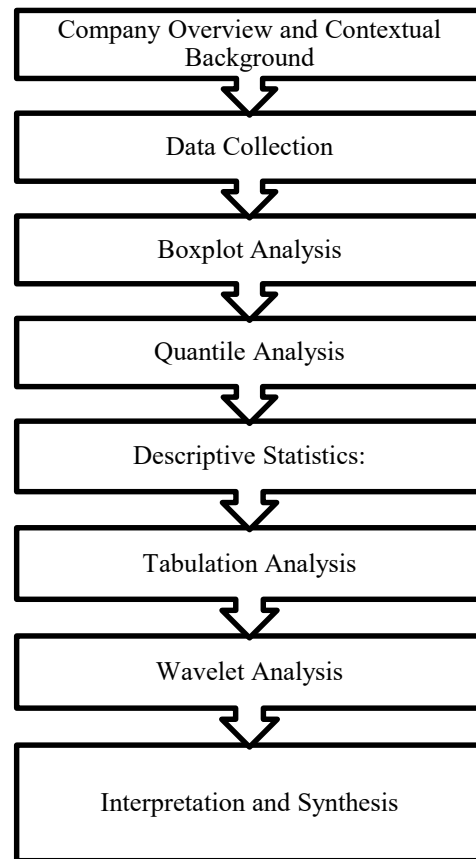 Company Overview and Contextual
Background
Data Collection
Boxplot Analysis
Quantile Analysis
Descriptive Statistics:
Tabulation Analysis
Wavelet Analysis
Interpretation and Synthesis